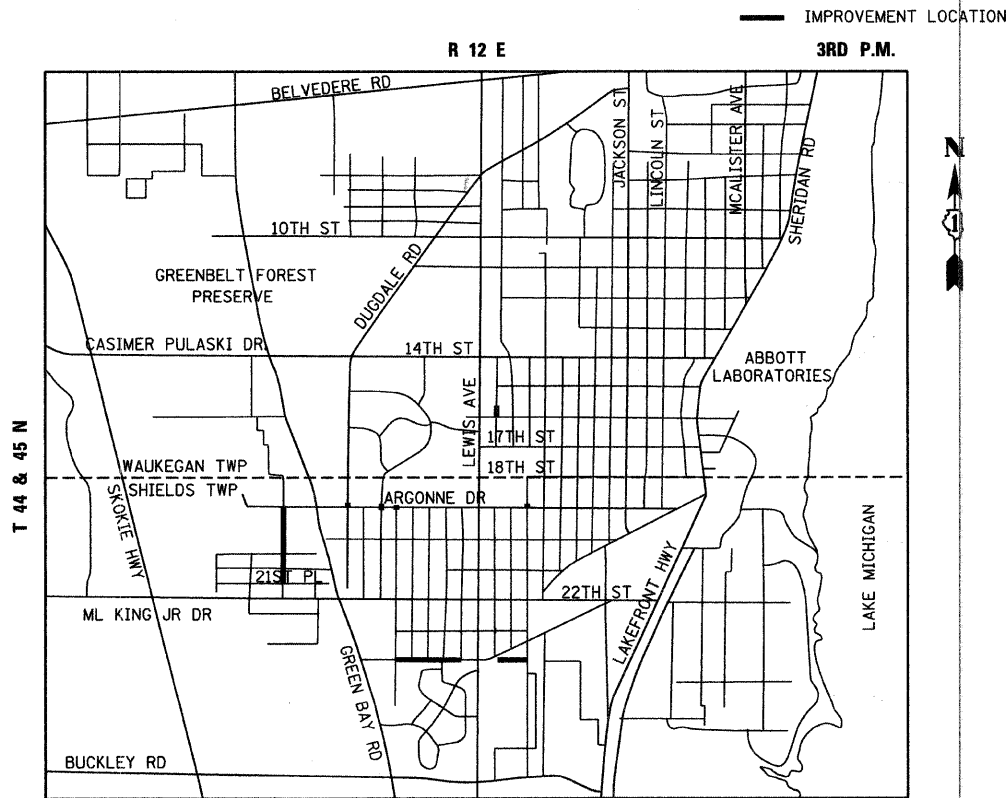 IMPROVEMENT LOCATION
R 12 E
3RD P.M.
BELVEDERE RD
JACKSON ST
LINCOLN ST
MCALISTER AVE
SHERIDAN RD
N
1
10TH ST
GREENBELT FOREST
PRESERVE
DUGDALE RD
CASIMER PULASKI DR.
14TH ST
ABBOTT
LABORATORIES
LEWIS AVE
17TH ST
18TH ST
WAUKEGAN TWP
SHIELDS TWP
ARGONNE DR
T 44 & 45 N
SKOKIE HWY
21ST PL
22TH ST
LAKEFRONT HWY
LAKE MICHIGAN
ML KING JR DR
GREEN BAY RD
BUCKLEY RD